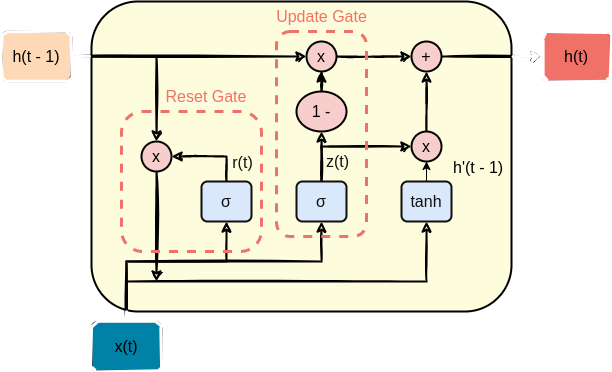 Update Gate
h(t - 1)
x
+
h(t)
Reset Gate
1 -
x
r(t)
z(t)
x
h'(t - 1)
σ
σ
tanh
x(t)